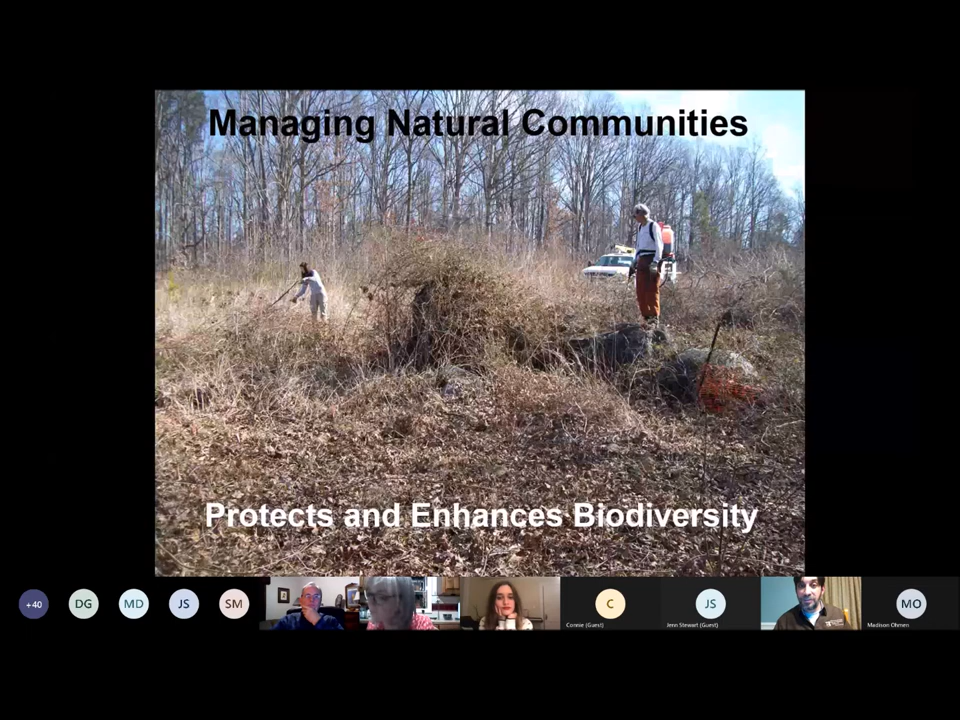 Managing Natural Communities
Protects and Enhances Biodiversity
+40
DG
MD
JS
SM
C
JS
MO
Connie (Guest)
Jenn Stewart (Guest)
Madison Ohmen